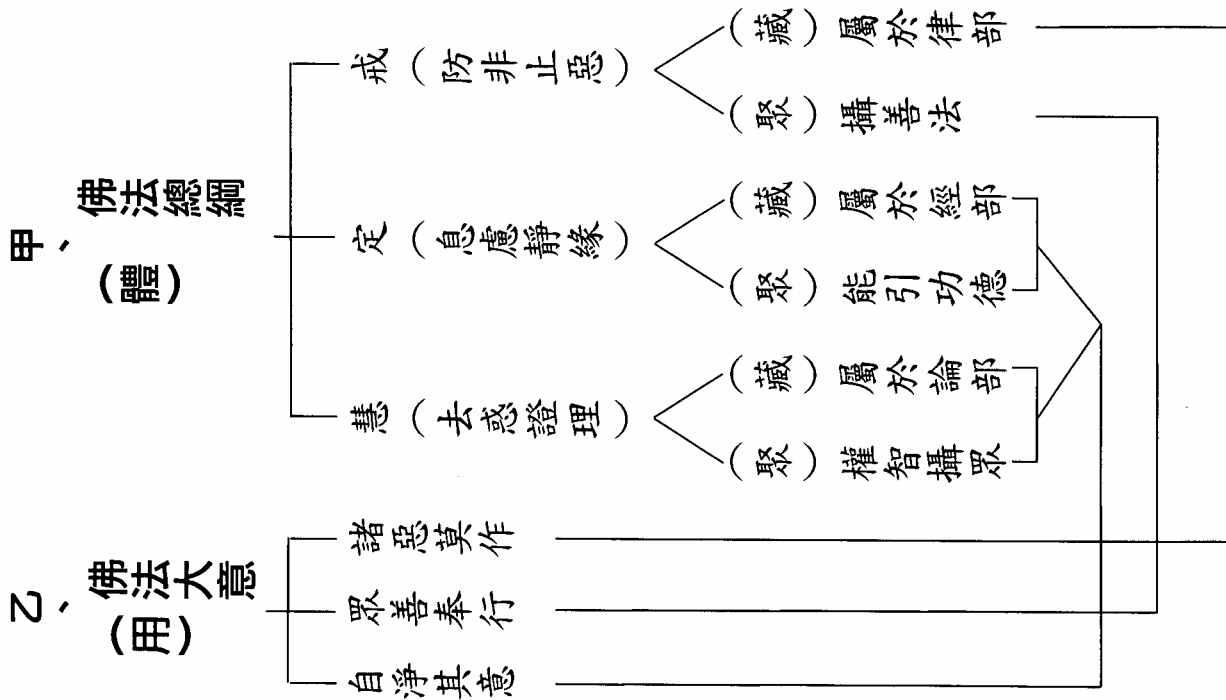 甲、佛法總綱
(體)
戒(防非止惡)
(藏)屬於律部
(聚)攝善法
定(息慮靜緣)
(藏)屬於經部
(聚)能引功德
慧(去惑證理)
(藏)屬於論部
(聚)權智攝眾
乙、佛法大意
(用)
諸惡莫作
眾善奉行
自淨其意